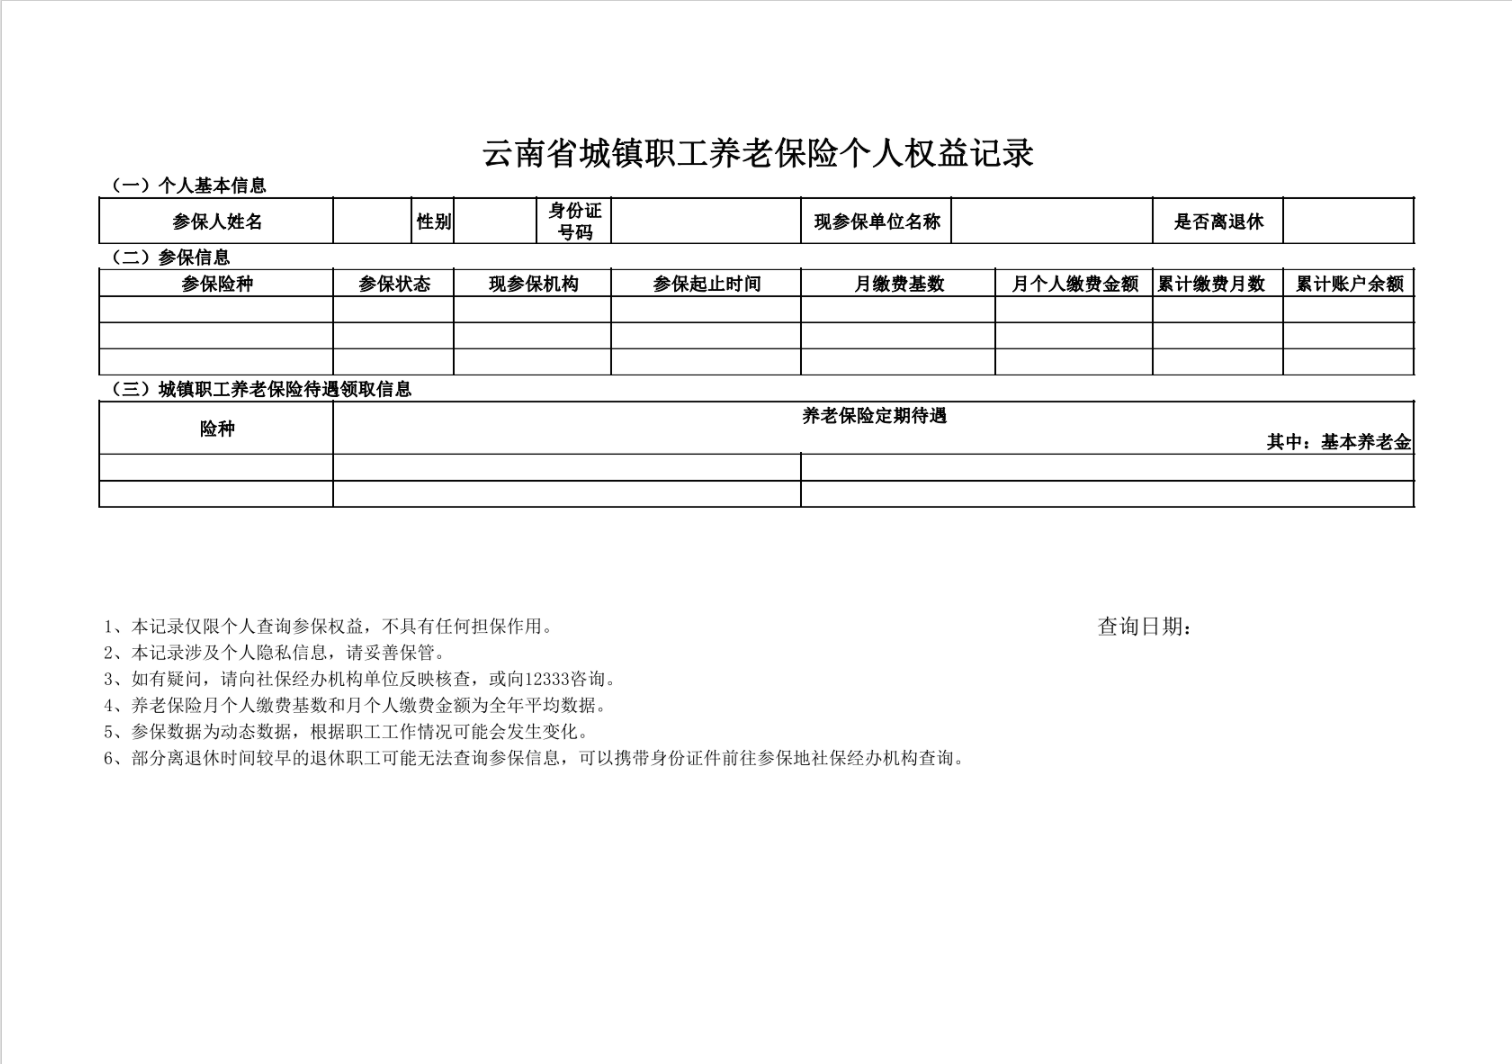 云南省城镇职工养老保险个人权益记录
（一）个人基本信息
参保人姓名 性别 身份证号码 现参保单位名称 是否离退休
（二）参保信息
参保险种 参保状态 现参保机构 参保起止时间 月缴费基数 月个人缴费金额 累计缴费月数 累计账户余额
（三）城镇职工养老保险待遇领取信息
险种 养老保险定期待遇
其中：基本养老金
1、本记录仅限个人查询参保权益，不具有任何担保作用。 查询日期：
2、本记录涉及个人隐私信息，请妥善保管。
3、如有疑问，请向社保经办机构单位反映核查，或向12333咨询。
4、养老保险月个人缴费基数和月个人缴费金额为全年平均数据。
5、参保数据为动态数据，根据职工工作情况可能会发生变化。
6、部分离退休时间较早的退休职工可能无法查询参保信息，可以携带身份证件前往参保地社保经办机构查询。